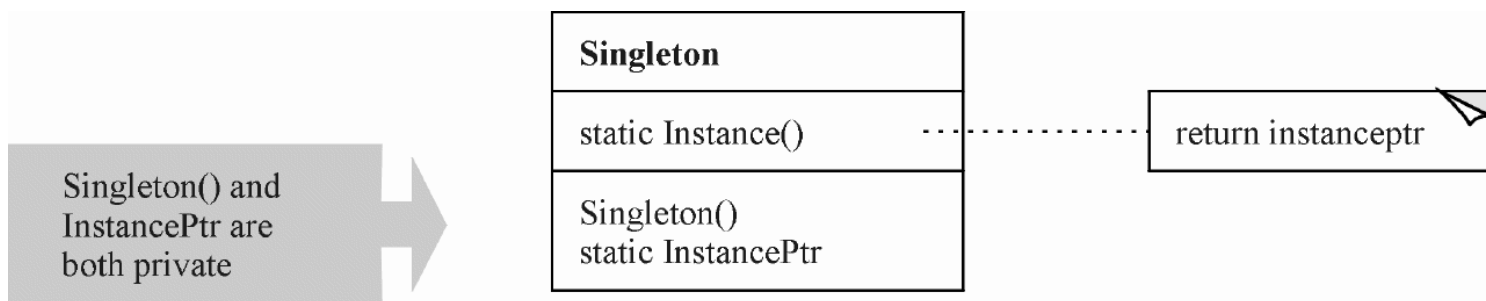 Singleton
static Instance()
return instanceptr
Singleton() and
InstancePtr are
both private
Singleton()
static InstancePtr